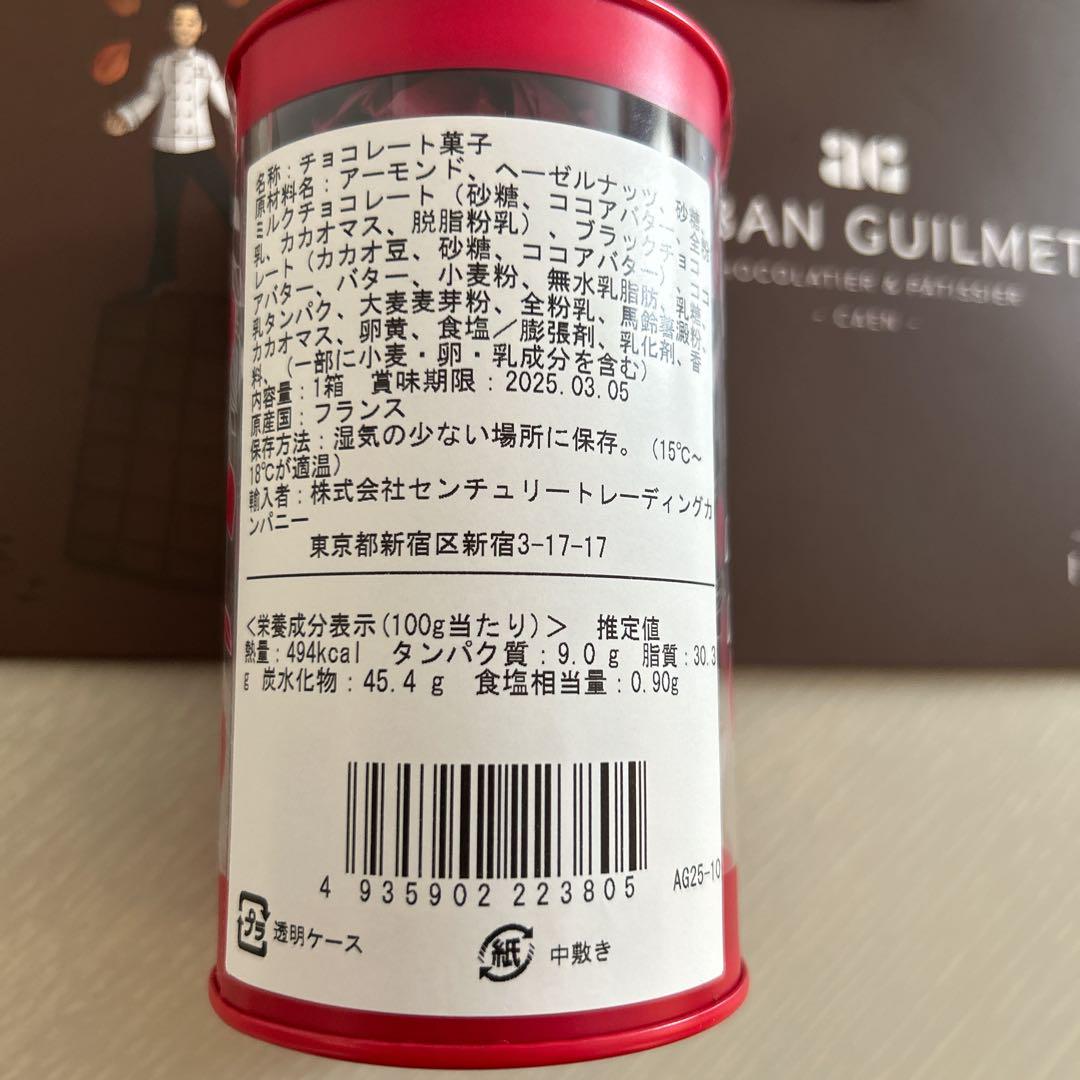 名称：チョコレート菓子
原材料名：アーモンド、ヘーゼルナッツ、砂糖、
ミルクチョコレート（砂糖、ココアバター、全粉
乳、カカオマス、脱脂粉乳）、ブラックチョコ
レート（カカオ豆、砂糖、ココアバター）、ココ
アバター、バター、小麦粉、無水乳脂肪、乳糖、
乳タンパク、大麦麦芽粉、全粉乳、馬鈴薯澱粉、
カカオマス、卵黄、食塩／膨張剤、乳化剤、香
料、（一部に小麦・卵・乳成分を含む）
内容量：1箱　賞味期限：2025.03.05
原産国：フランス
保存方法：湿気の少ない場所に保存。（15℃～
18℃が適温）
輸入者：株式会社センチュリートレーディングカ
ンパニー
東京都新宿区新宿3-17-17
＜栄養成分表示(100g当たり)＞　推定値
熱量：494kcal　タンパク質：9.0 g　脂質：30.3
g 炭水化物：45.4 g　食塩相当量：0.90g
4 935902 223805
AG25-10
プラ 透明ケース
紙 中敷き
ag
BAN GUILMET
OCOLATIER & PATISSIER
- CAEN -